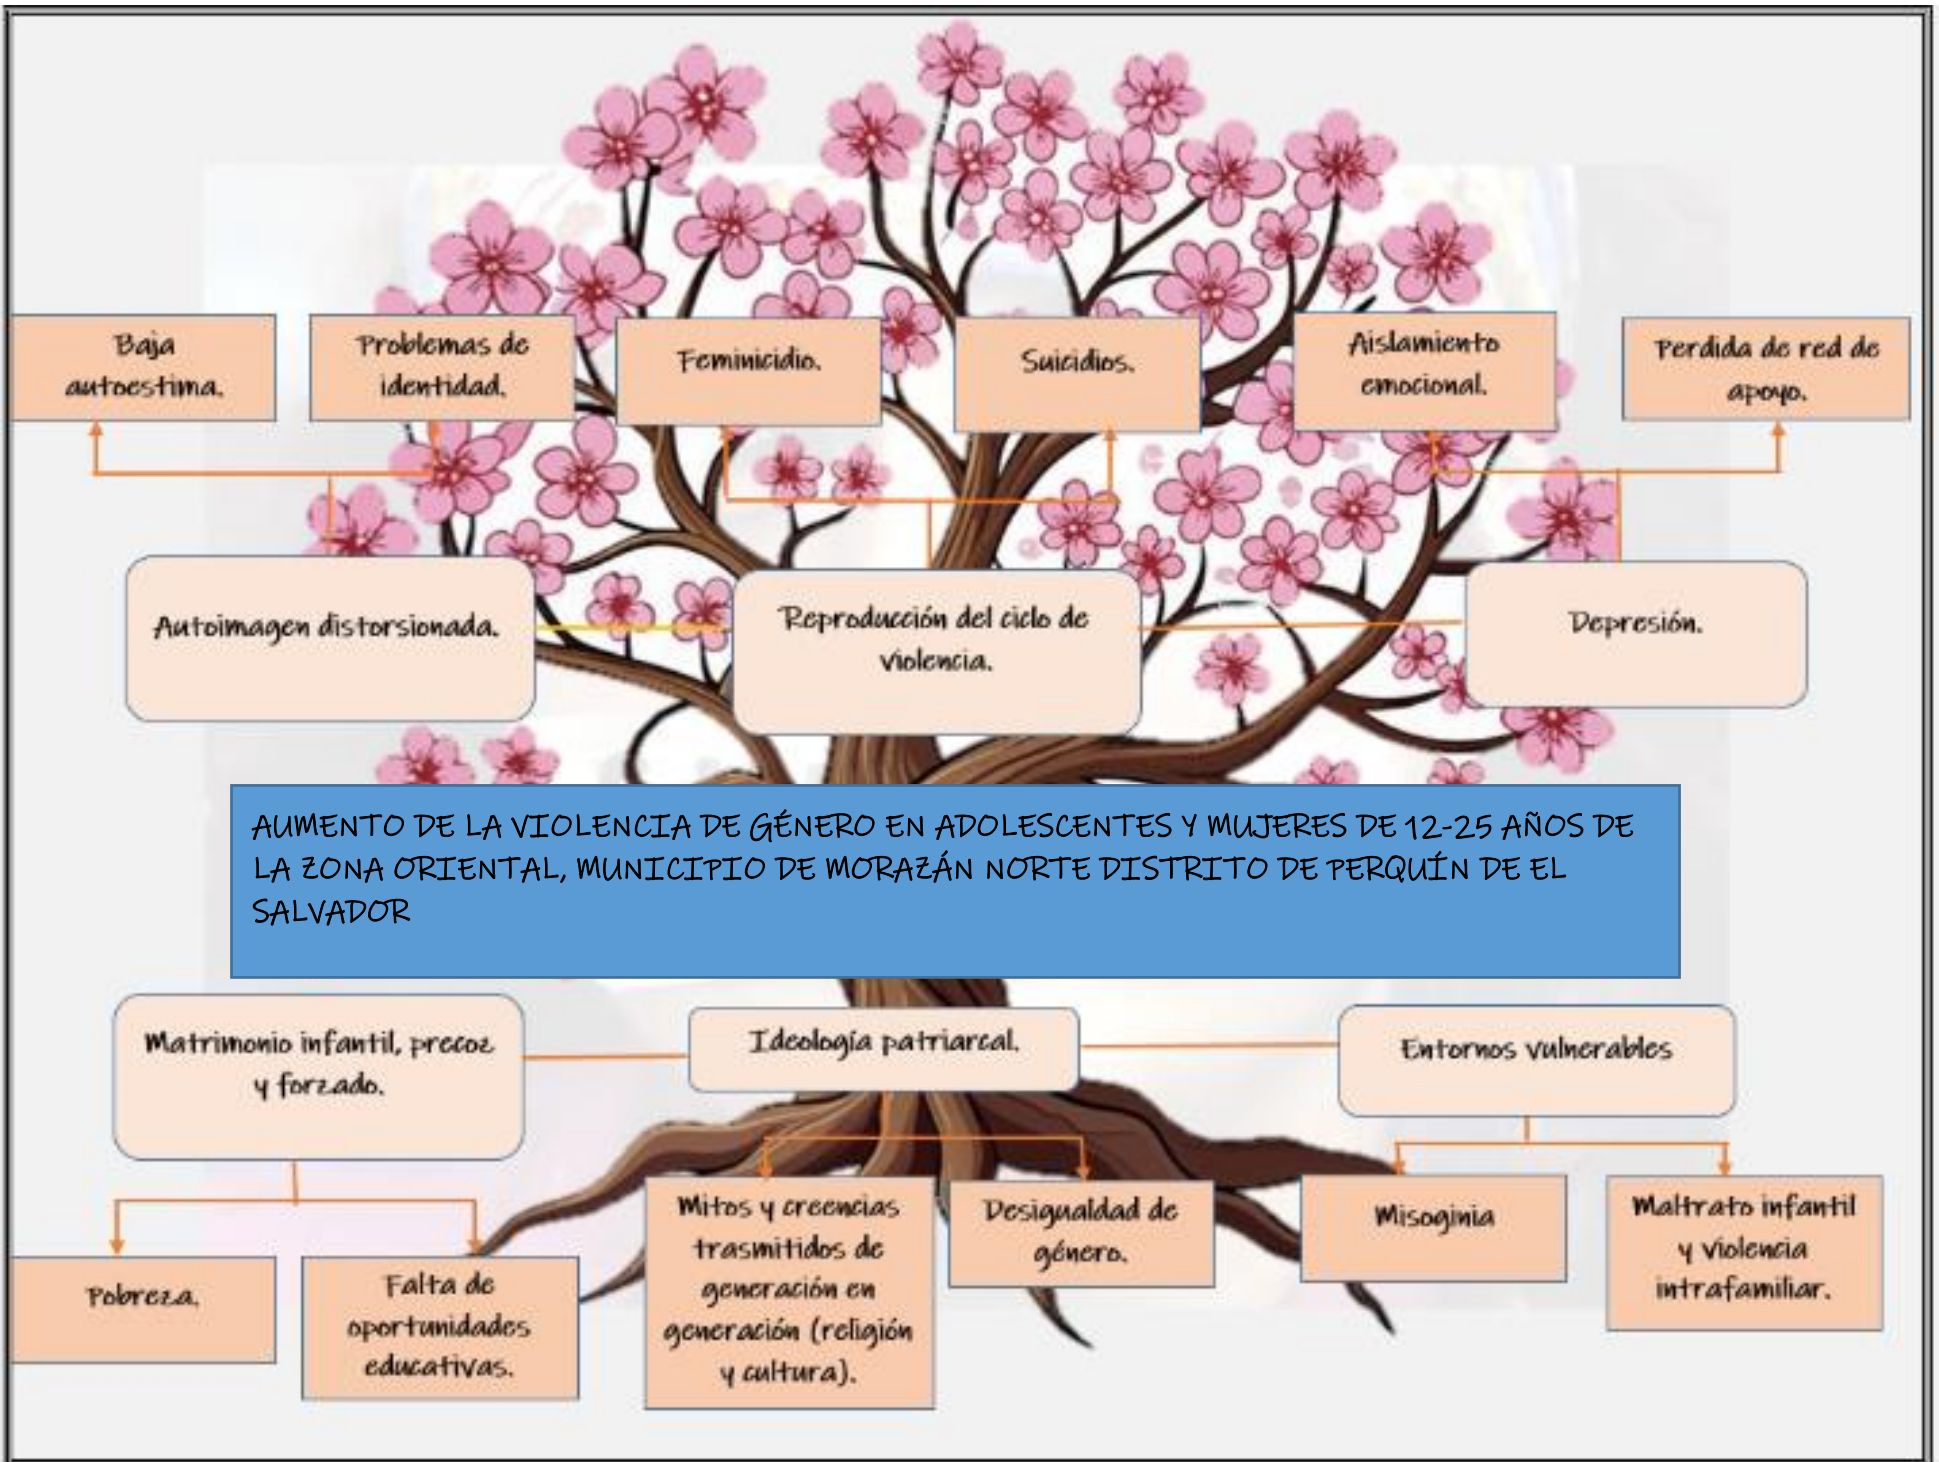 Baja
autoestima.
Problemas de
identidad.
Feminicidio.
Suicidios.
Aislamiento
emocional.
Perdida de red de
apoyo.
Autoimagen distorsionada.
Reproducción del ciclo de
violencia.
Depresión.
AUMENTO DE LA VIOLENCIA DE GÉNERO EN ADOLESCENTES Y MUJERES DE 12-25 AÑOS DE
LA ZONA ORIENTAL, MUNICIPIO DE MORAZÁN NORTE DISTRITO DE PERQUÍN DE EL
SALVADOR
Matrimonio infantil, precoz
y forzado.
Ideología patriarcal.
Entornos vulnerables
Pobreza.
Falta de
oportunidades
educativas.
Mitos y creencias
trasmitidos de
generación en
generación (religión
y cultura).
Desigualdad de
género.
Misoginia
Maltrato infantil
y violencia
intrafamiliar.